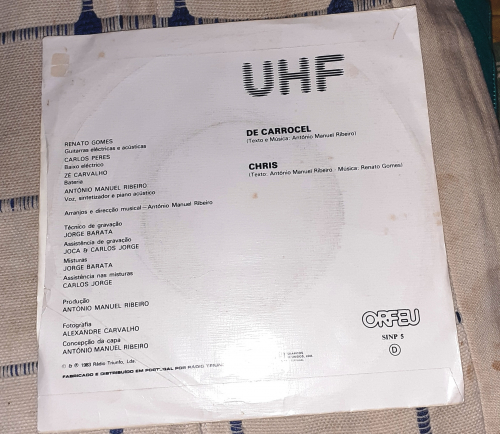 UHF
RENATO GOMES
Guitarras eléctricas e acústicas
CARLOS PERES
Baixo eléctrico
ZÉ CARVALHO
Bateria
ANTÓNIO MANUEL RIBEIRO
Voz, sintetizador e piano acústico
Arranjos e direcção musical — António Manuel Ribeiro
Técnico de gravação
JORGE BARATA
Assistência de gravação
JOCA & CARLOS JORGE
Misturas
JORGE BARATA
Assistência nas misturas
CARLOS JORGE
Produção
ANTÓNIO MANUEL RIBEIRO
Fotografia
ALEXANDRE CARVALHO
Concepção da capa
ANTÓNIO MANUEL RIBEIRO
© & ℗ 1983 Rádio Triunfo, Lda.
FABRICADO E DISTRIBUÍDO EM PORTUGAL POR RÁDIO
DE CARROCEL
(Texto e Música: António Manuel Ribeiro)
CHRIS
(Texto: António Manuel Ribeiro Música: Renato Gomes)
ORFEU
SINP 5
D